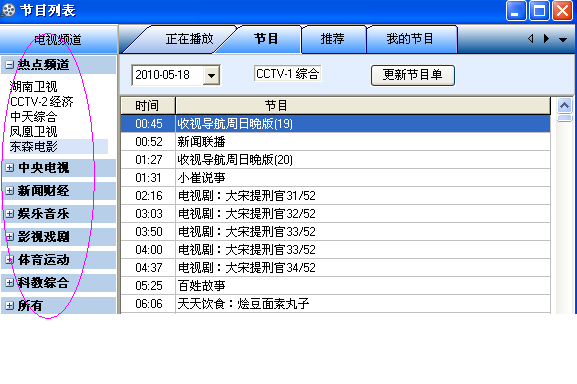 节目列表
电视频道
正在播放 节目 推荐 我的节目
热点频道
湖南卫视
CCTV-2 经济
中天综合
凤凰卫视
东森电影
中央电视
新闻财经
娱乐音乐
影视戏剧
体育运动
科教综合
所有
2010-05-18 CCTV-1 综合 更新节目单
时间 节目
00:45 收视导航周日晚版(19)
00:52 新闻联播
01:27 收视导航周日晚版(20)
01:31 小崔说事
02:16 电视剧：大宋提刑官31/52
03:03 电视剧：大宋提刑官32/52
03:50 电视剧：大宋提刑官33/52
04:00 电视剧：大宋提刑官33/52
04:37 电视剧：大宋提刑官34/52
05:25 百姓故事
06:06 天天饮食：烩豆面素丸子